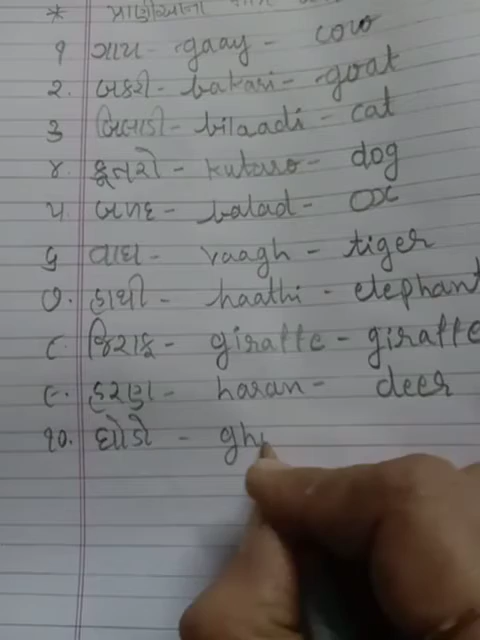 * પ્રાણીઓના નામ
૧ ગાય - gaay - cow
૨. બકરી - bakari - goat
૩ બિલાડી - bilaadi - cat
૪. કૂતરો - kutaro - dog
૫ બળદ - balad - ox
૬ વાઘ - vaagh - tiger
૭. હાથી - haathi - elephant
૮ જિરાફ - giraffe - giraffe
૯. હરણ - haran - deer
૧૦. ઘોડો - gh